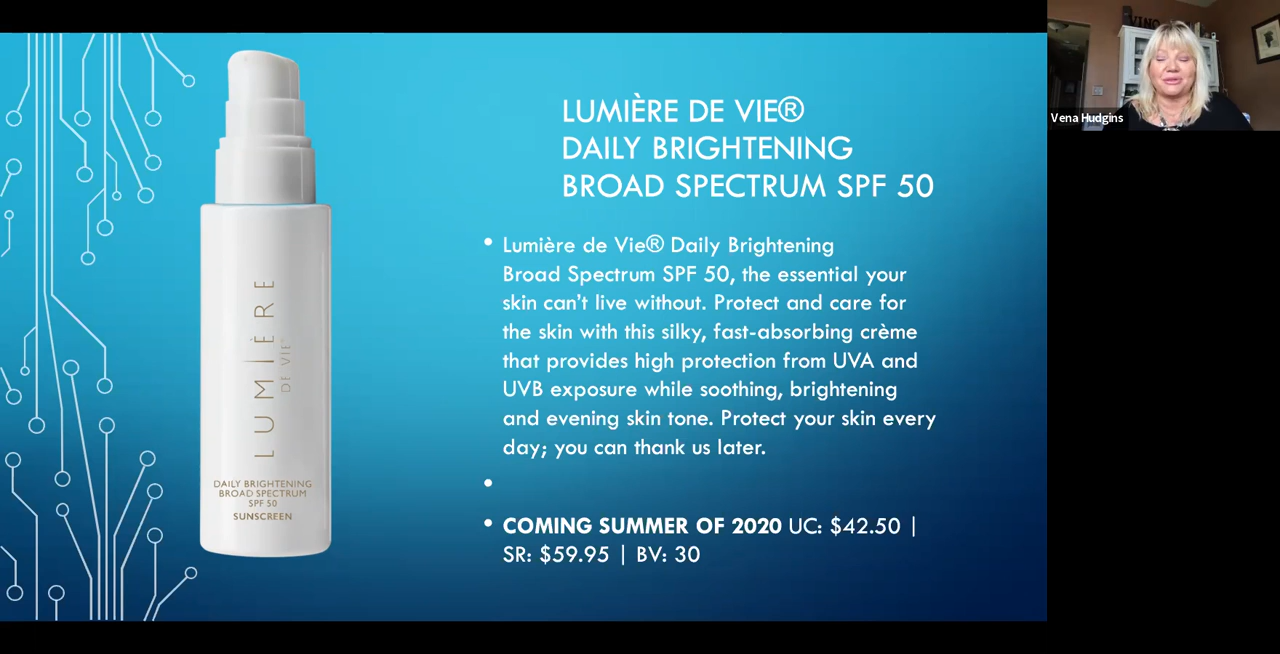 LUMIÈRE DE VIE®
DAILY BRIGHTENING
BROAD SPECTRUM SPF 50
• Lumière de Vie® Daily Brightening
Broad Spectrum SPF 50, the essential your
skin can't live without. Protect and care for
the skin with this silky, fast-absorbing crème
that provides high protection from UVA and
UVB exposure while soothing, brightening
and evening skin tone. Protect your skin every
day; you can thank us later.
•
• COMING SUMMER OF 2020 UC: $42.50 |
SR: $59.95 | BV: 30
LUMIÈRE
DE VIE®
DAILY BRIGHTENING
BROAD SPECTRUM
SPF 50
SUNSCREEN
Vena Hudgins